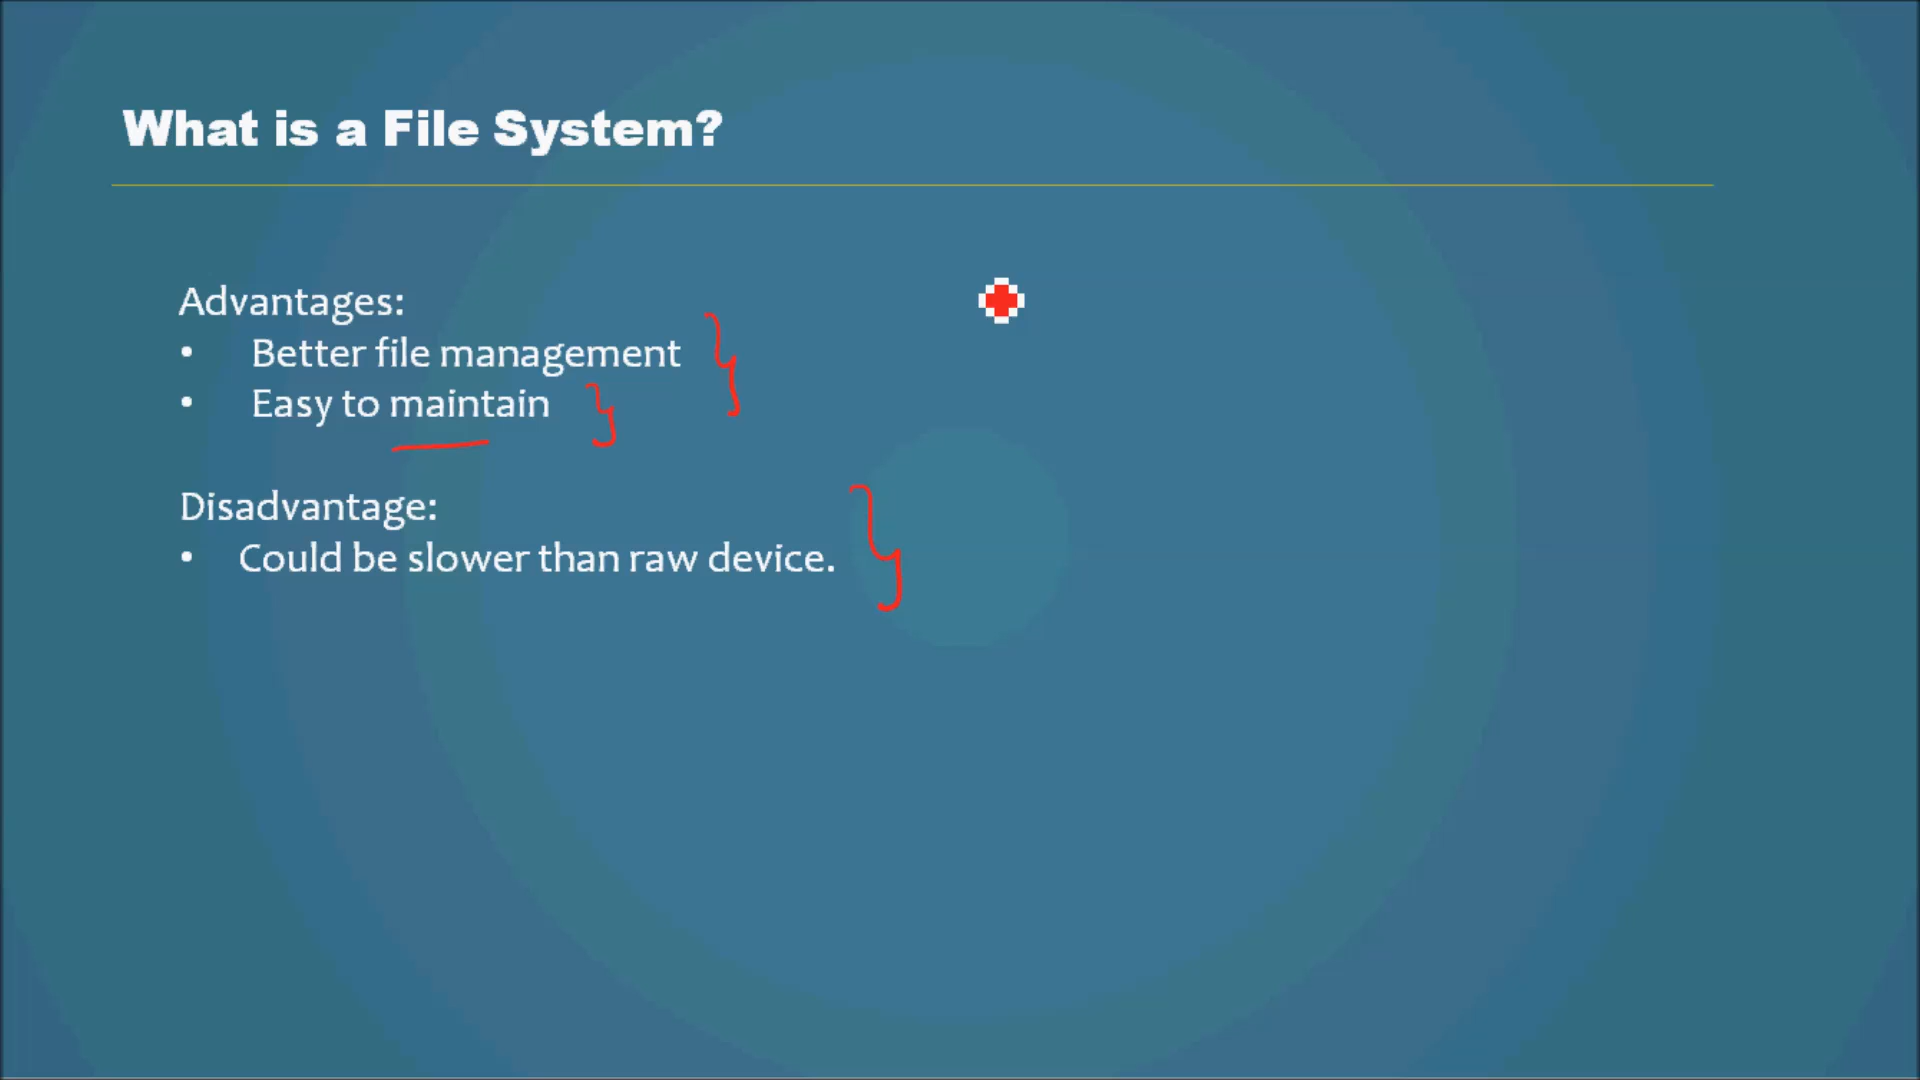 What is a File System?
Advantages:
• Better file management
• Easy to maintain
Disadvantage:
• Could be slower than raw device.